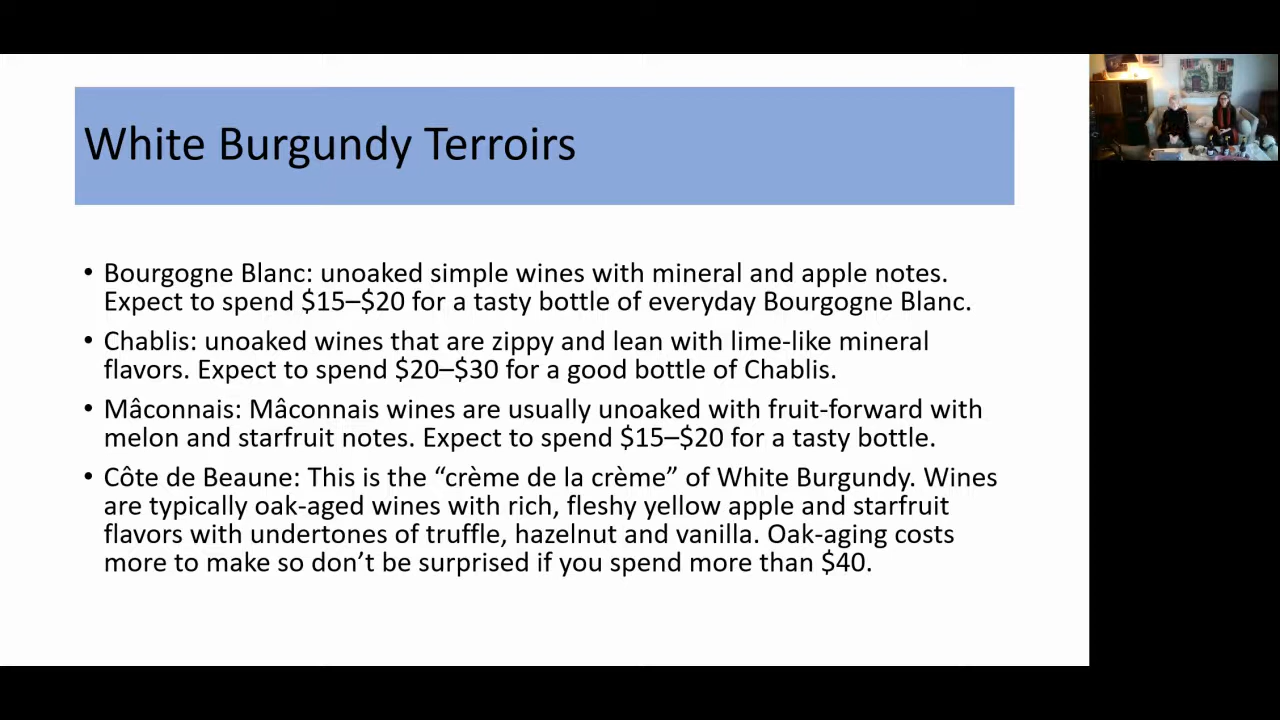 White Burgundy Terroirs
• Bourgogne Blanc: unoaked simple wines with mineral and apple notes.
Expect to spend $15–$20 for a tasty bottle of everyday Bourgogne Blanc.
• Chablis: unoaked wines that are zippy and lean with lime-like mineral
flavors. Expect to spend $20–$30 for a good bottle of Chablis.
• Mâconnais: Mâconnais wines are usually unoaked with fruit-forward with
melon and starfruit notes. Expect to spend $15–$20 for a tasty bottle.
• Côte de Beaune: This is the “crème de la crème” of White Burgundy. Wines
are typically oak-aged wines with rich, fleshy yellow apple and starfruit
flavors with undertones of truffle, hazelnut and vanilla. Oak-aging costs
more to make so don’t be surprised if you spend more than $40.